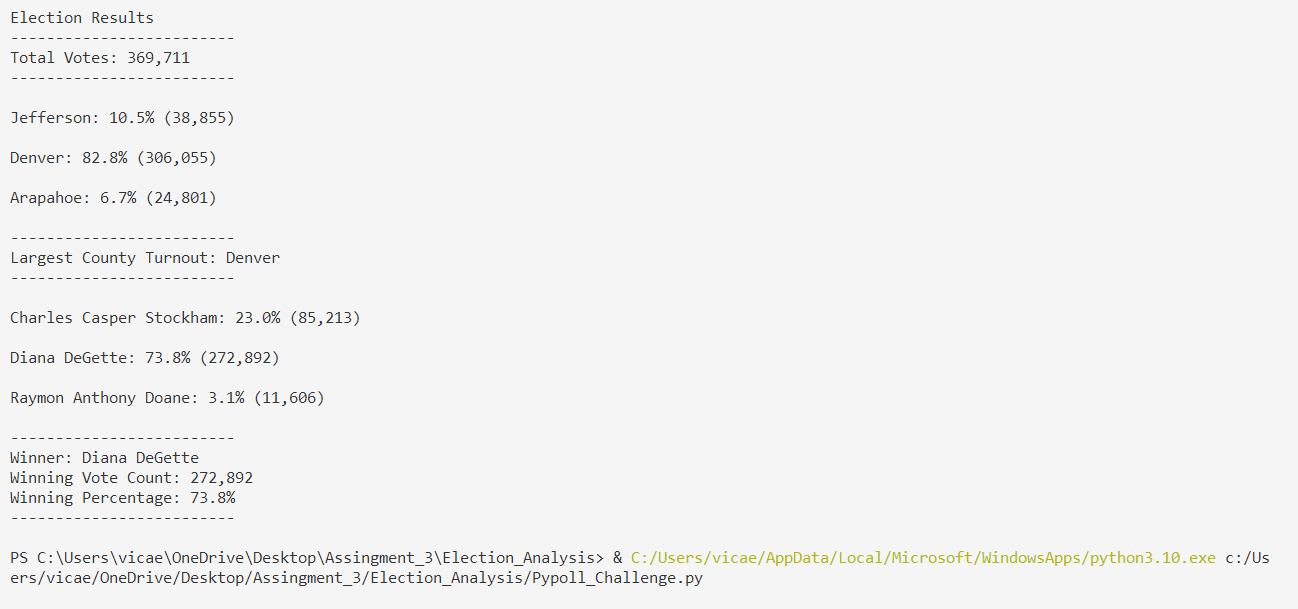 Election Results
-------------------------
Total Votes: 369,711
-------------------------
Jefferson: 10.5% (38,855)
Denver: 82.8% (306,055)
Arapahoe: 6.7% (24,801)
-------------------------
Largest County Turnout: Denver
-------------------------
Charles Casper Stockham: 23.0% (85,213)
Diana DeGette: 73.8% (272,892)
Raymon Anthony Doane: 3.1% (11,606)
-------------------------
Winner: Diana DeGette
Winning Vote Count: 272,892
Winning Percentage: 73.8%
-------------------------
PS C:\Users\vicae\OneDrive\Desktop\Assingment_3\Election_Analysis> & C:/Users/vicae/AppData/Local/Microsoft/WindowsApps/python3.10.exe c:/Us
ers/vicae/OneDrive/Desktop/Assingment_3/Election_Analysis/Pypoll_Challenge.py